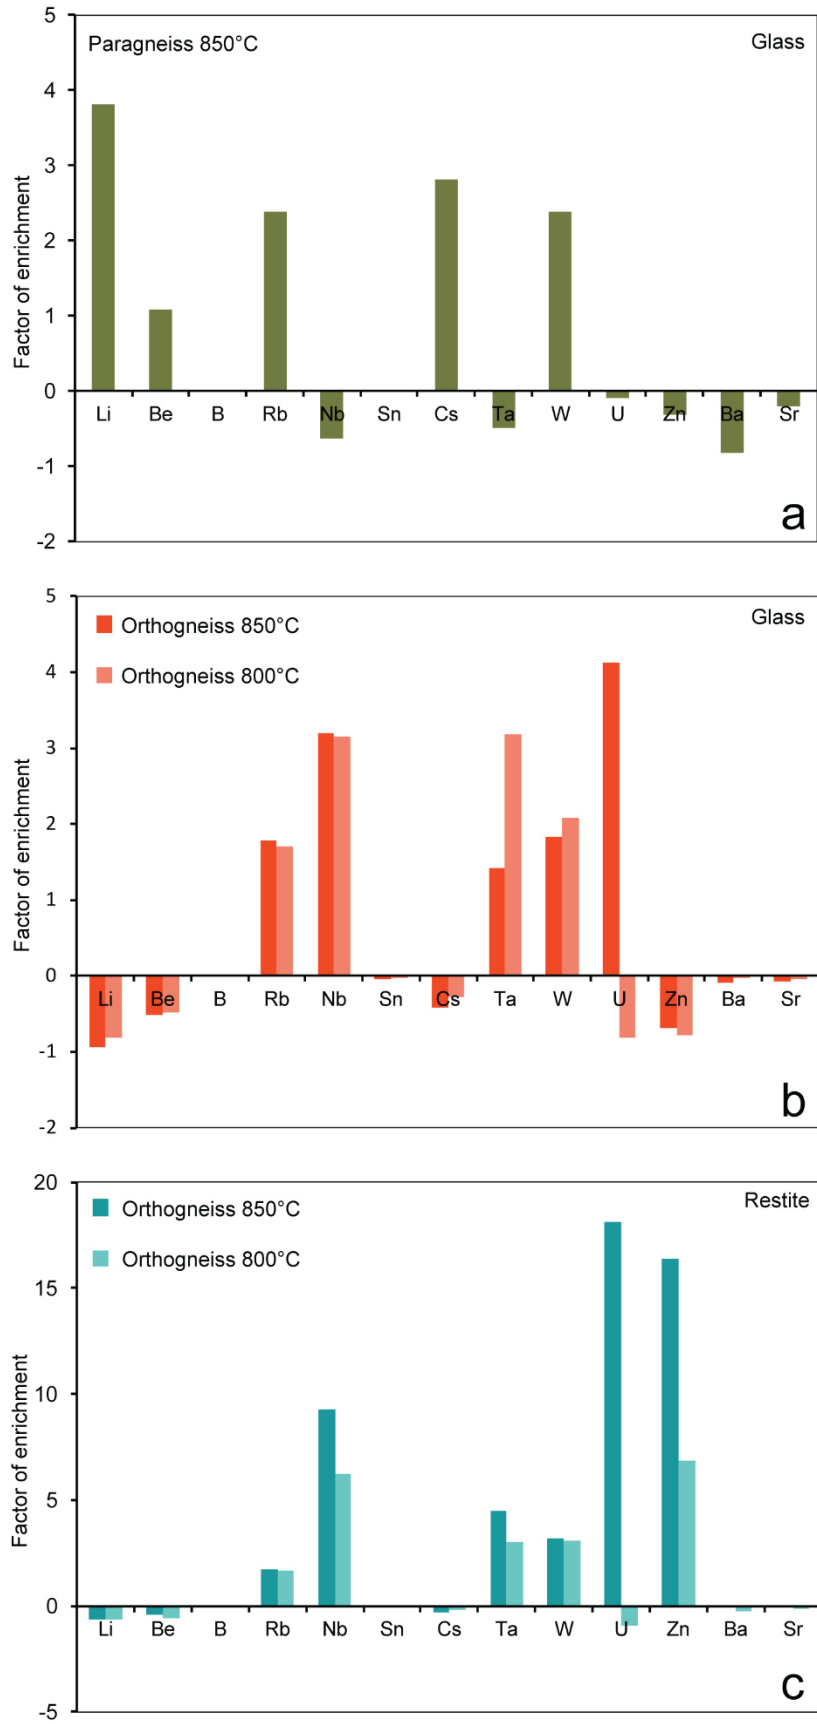 5
Paragneiss 850°C
Glass
4
3
2
1
0
-1
-2
Factor of enrichment
Li Be B Rb Nb Sn Cs Ta W U Zn Ba Sr
a
5
Orthogneiss 850°C
Glass
Orthogneiss 800°C
4
3
2
1
0
-1
-2
Factor of enrichment
Li Be B Rb Nb Sn Cs Ta W U Zn Ba Sr
b
20
Orthogneiss 850°C
Restite
Orthogneiss 800°C
15
10
5
0
-5
Factor of enrichment
Li Be B Rb Nb Sn Cs Ta W U Zn Ba Sr
c